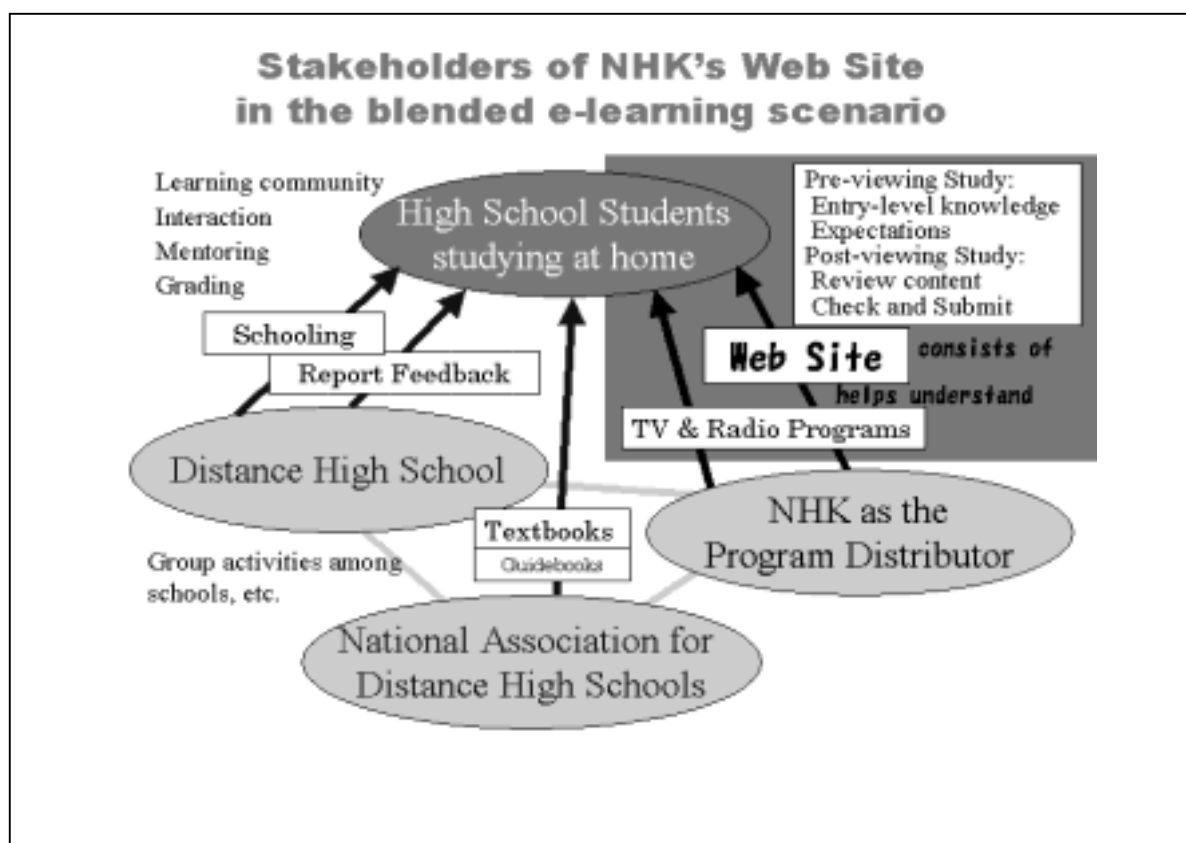 Stakeholders of NHK's Web Site
in the blended e-learning scenario
Learning community
Interaction
Mentoring
Grading
High School Students
studying at home
Pre-viewing Study:
Entry-level knowledge
Expectations
Post-viewing Study:
Review content
Check and Submit
Schooling
Report Feedback
Web Site
consists of
helps understand
TV & Radio Programs
Distance High School
NHK as the
Program Distributor
Textbooks
Guidebooks
Group activities among
schools, etc.
National Association for
Distance High Schools